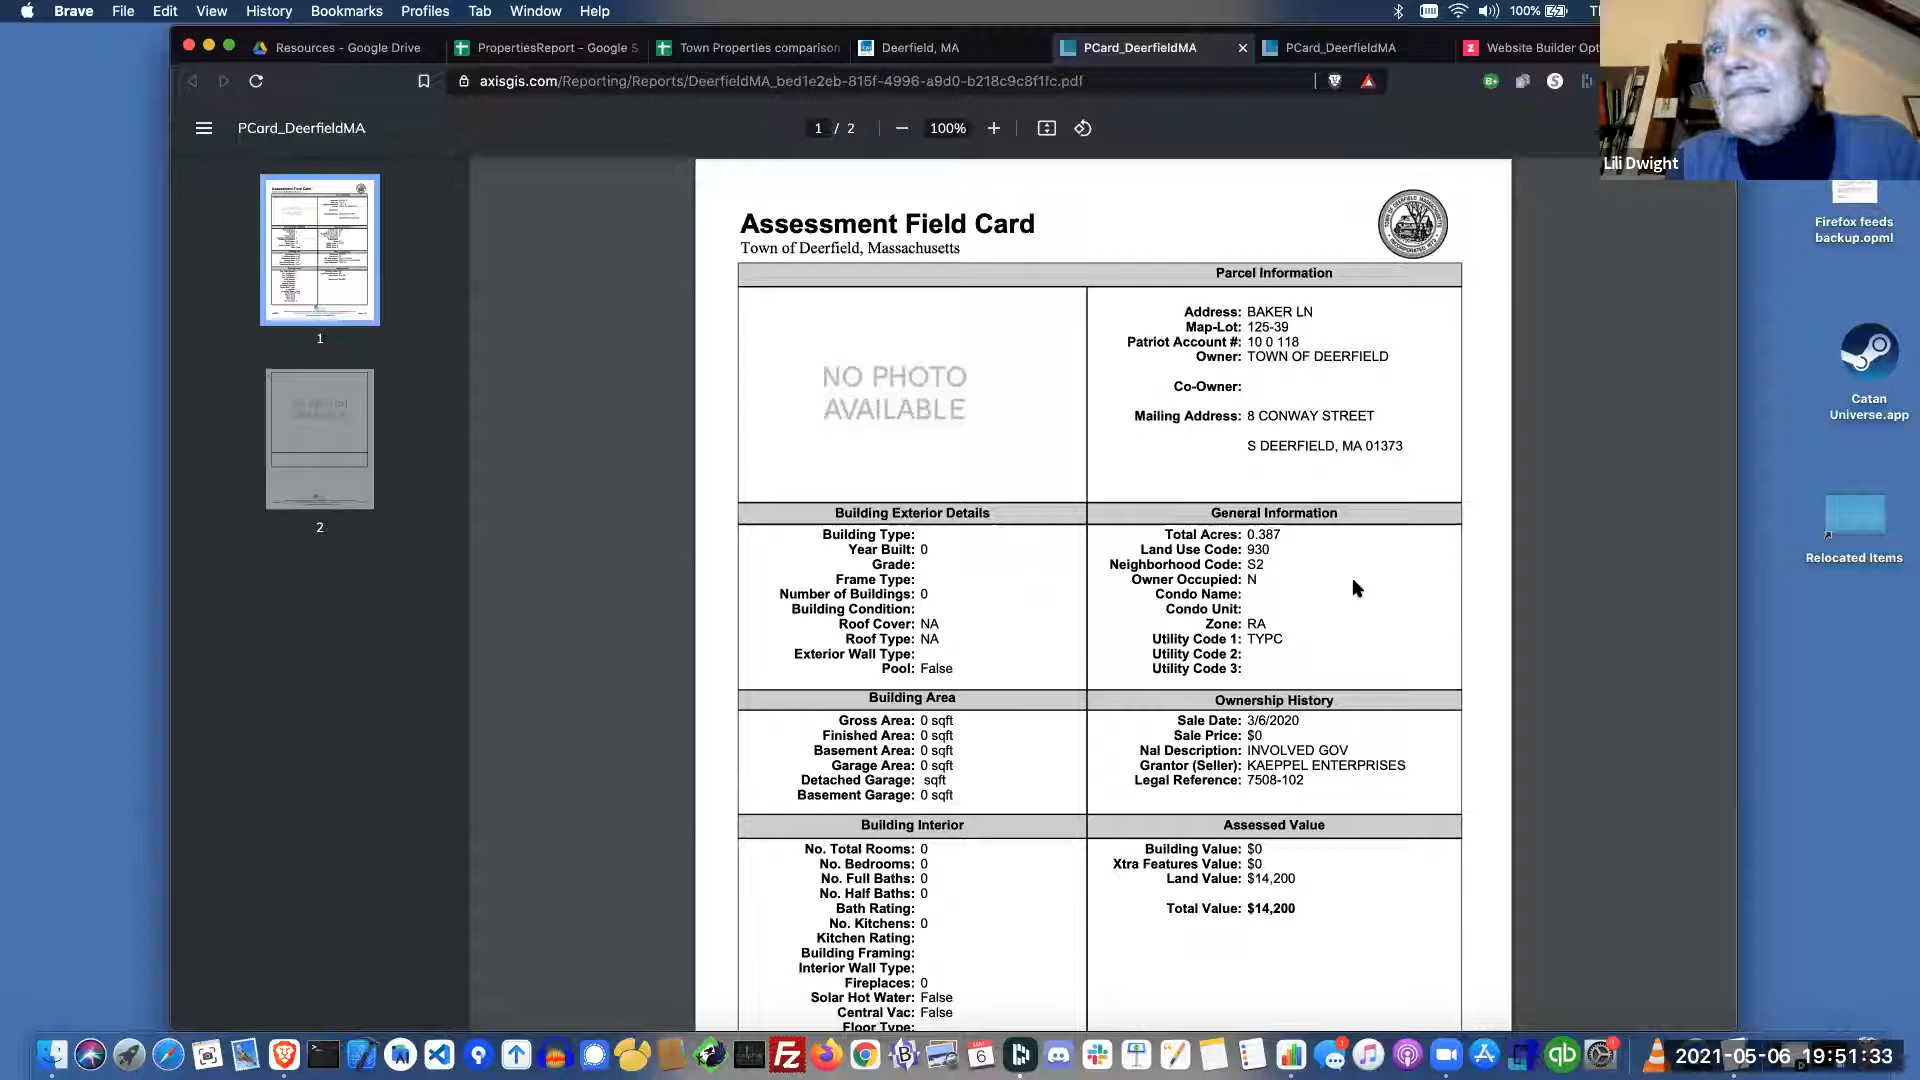 Brave File Edit View History Bookmarks Profiles Tab Window Help
100%
Resources - Google Drive
PropertiesReport - Google S
Town Properties comparison
Deerfield, MA
PCard_DeerfieldMA
PCard_DeerfieldMA
Website Builder Opt
axisgis.com/Reporting/Reports/DeerfieldMA_bed1e2eb-815f-4996-a9d0-b218c9c8f1fc.pdf
PCard_DeerfieldMA
1 / 2
100%
Lili Dwight
1
2
Assessment Field Card
Town of Deerfield, Massachusetts
Parcel Information
NO PHOTO
AVAILABLE
Address: BAKER LN
Map-Lot: 125-39
Patriot Account #: 10 0 118
Owner: TOWN OF DEERFIELD
Co-Owner:
Mailing Address: 8 CONWAY STREET
S DEERFIELD, MA 01373
Building Exterior Details
Building Type:
Year Built: 0
Grade:
Frame Type:
Number of Buildings: 0
Building Condition:
Roof Cover: NA
Roof Type: NA
Exterior Wall Type:
Pool: False
General Information
Total Acres: 0.387
Land Use Code: 930
Neighborhood Code: S2
Owner Occupied: N
Condo Name:
Condo Unit:
Zone: RA
Utility Code 1: TYPC
Utility Code 2:
Utility Code 3:
Building Area
Gross Area: 0 sqft
Finished Area: 0 sqft
Basement Area: 0 sqft
Garage Area: 0 sqft
Detached Garage: sqft
Basement Garage: 0 sqft
Ownership History
Sale Date: 3/6/2020
Sale Price: $0
Nal Description: INVOLVED GOV
Grantor (Seller): KAEPPEL ENTERPRISES
Legal Reference: 7508-102
Building Interior
No. Total Rooms: 0
No. Bedrooms: 0
No. Full Baths: 0
No. Half Baths: 0
Bath Rating:
No. Kitchens: 0
Kitchen Rating:
Building Framing:
Interior Wall Type:
Fireplaces: 0
Solar Hot Water: False
Central Vac: False
Floor Type:
Assessed Value
Building Value: $0
Xtra Features Value: $0
Land Value: $14,200
Total Value: $14,200
Firefox feeds
backup.opml
Catan
Universe.app
Relocated Items
2021-05-06 19:51:33